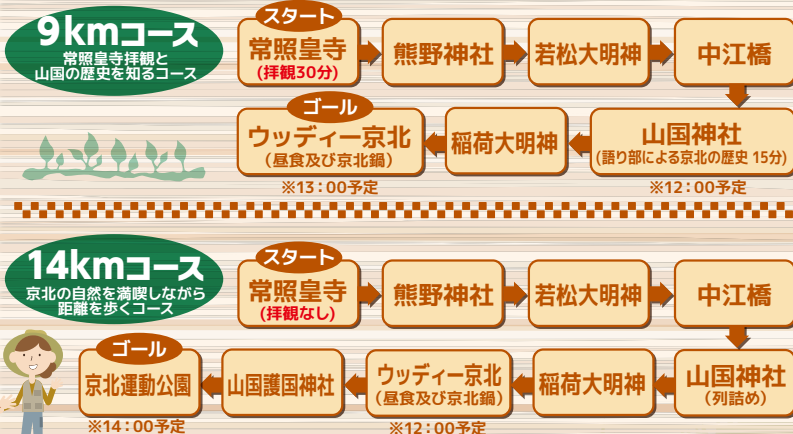 9kmコース
常照皇寺拝観と
山国の歴史を知るコース
スタート
常照皇寺
(拝観30分)
熊野神社
若松大明神
中江橋
山国神社
(語り部による京北の歴史 15分)
※12:00予定
稲荷大明神
ゴール
ウッディー京北
(昼食及び京北鍋)
※13:00予定
14kmコース
京北の自然を満喫しながら
距離を歩くコース
スタート
常照皇寺
(拝観なし)
熊野神社
若松大明神
中江橋
山国神社
(列詰め)
稲荷大明神
ウッディー京北
(昼食及び京北鍋)
※12:00予定
山国護国神社
ゴール
京北運動公園
※14:00予定